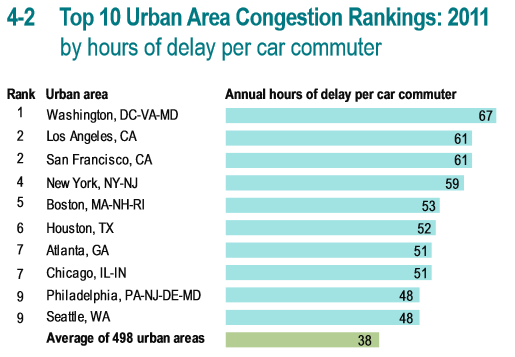 4-2 Top 10 Urban Area Congestion Rankings: 2011
by hours of delay per car commuter
Rank Urban area Annual hours of delay per car commuter
1 Washington, DC-VA-MD 67
2 Los Angeles, CA 61
2 San Francisco, CA 61
4 New York, NY-NJ 59
5 Boston, MA-NH-RI 53
6 Houston, TX 52
7 Atlanta, GA 51
7 Chicago, IL-IN 51
9 Philadelphia, PA-NJ-DE-MD 48
9 Seattle, WA 48
Average of 498 urban areas 38